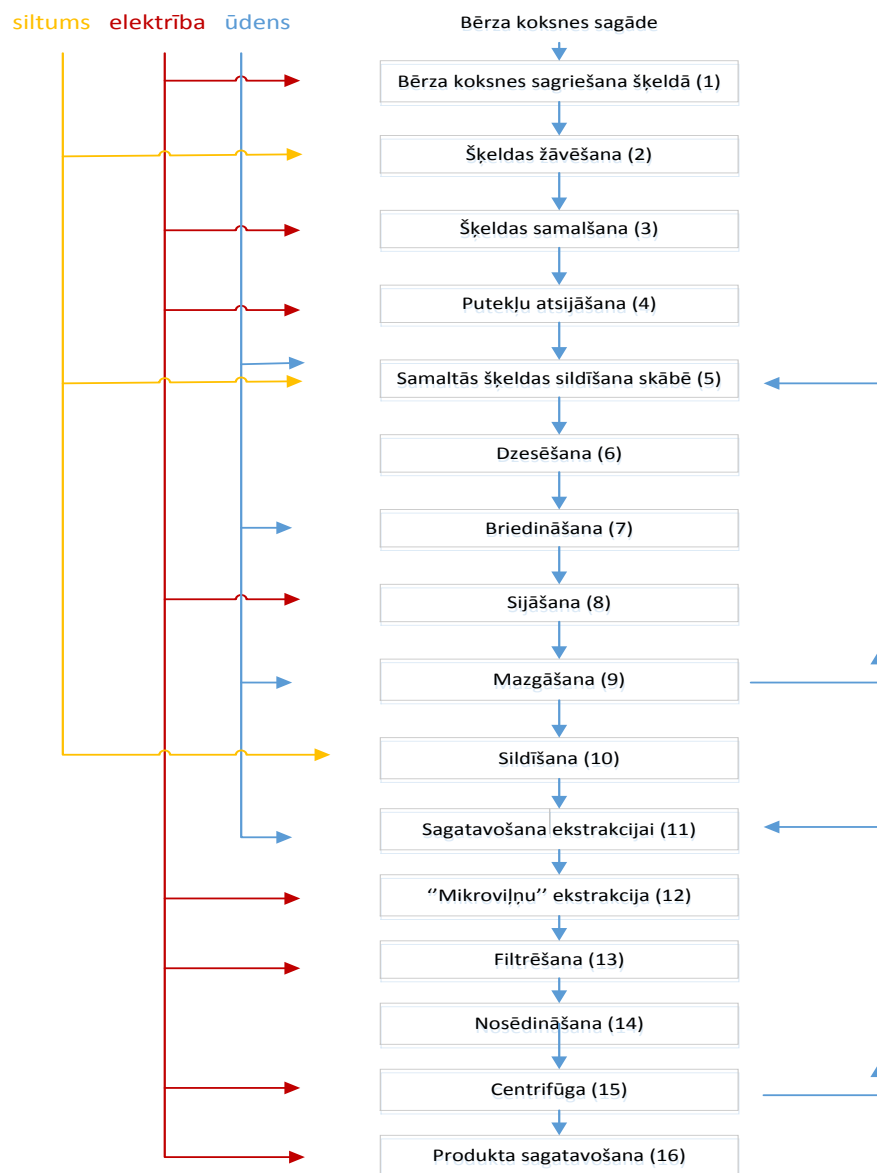 siltums elektrība ūdens
Bērza koksnes sagāde
Bērza koksnes sagriešana šķeldā (1)
Šķeldas žāvēšana (2)
Šķeldas samalšana (3)
Putekļu atsijāšana (4)
Samaltās šķeldas sildīšana skābē (5)
Dzesēšana (6)
Briedināšana (7)
Sijāšana (8)
Mazgāšana (9)
Sildīšana (10)
Sagatavošana ekstrakcijai (11)
‘’Mikroviļņu’’ ekstrakcija (12)
Filtrēšana (13)
Nosēdināšana (14)
Centrifūga (15)
Produkta sagatavošana (16)